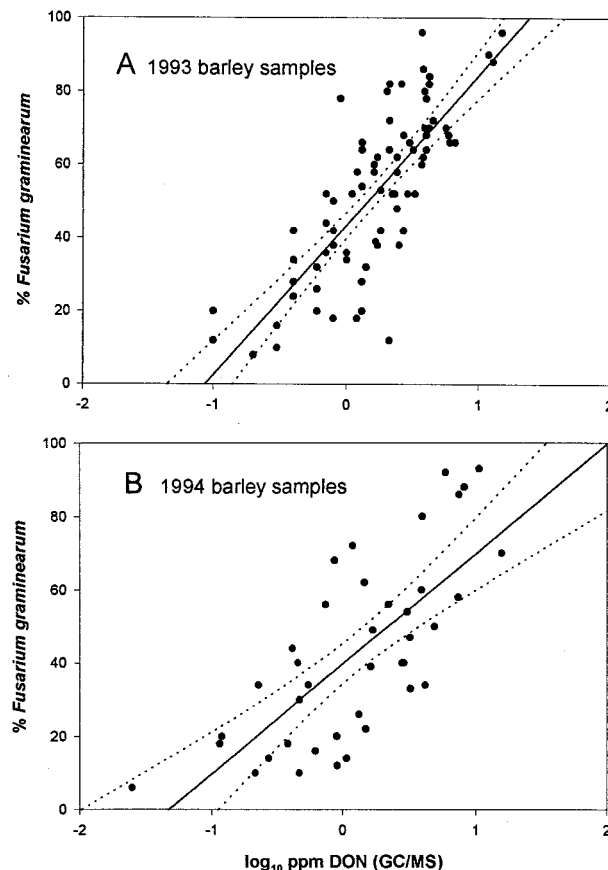 100
80
60
40
20
0
% Fusarium graminearum
A 1993 barley samples
-2 -1 0 1 2
100
80
60
40
20
0
% Fusarium graminearum
B 1994 barley samples
-2 -1 0 1 2
log10 ppm DON (GC/MS)